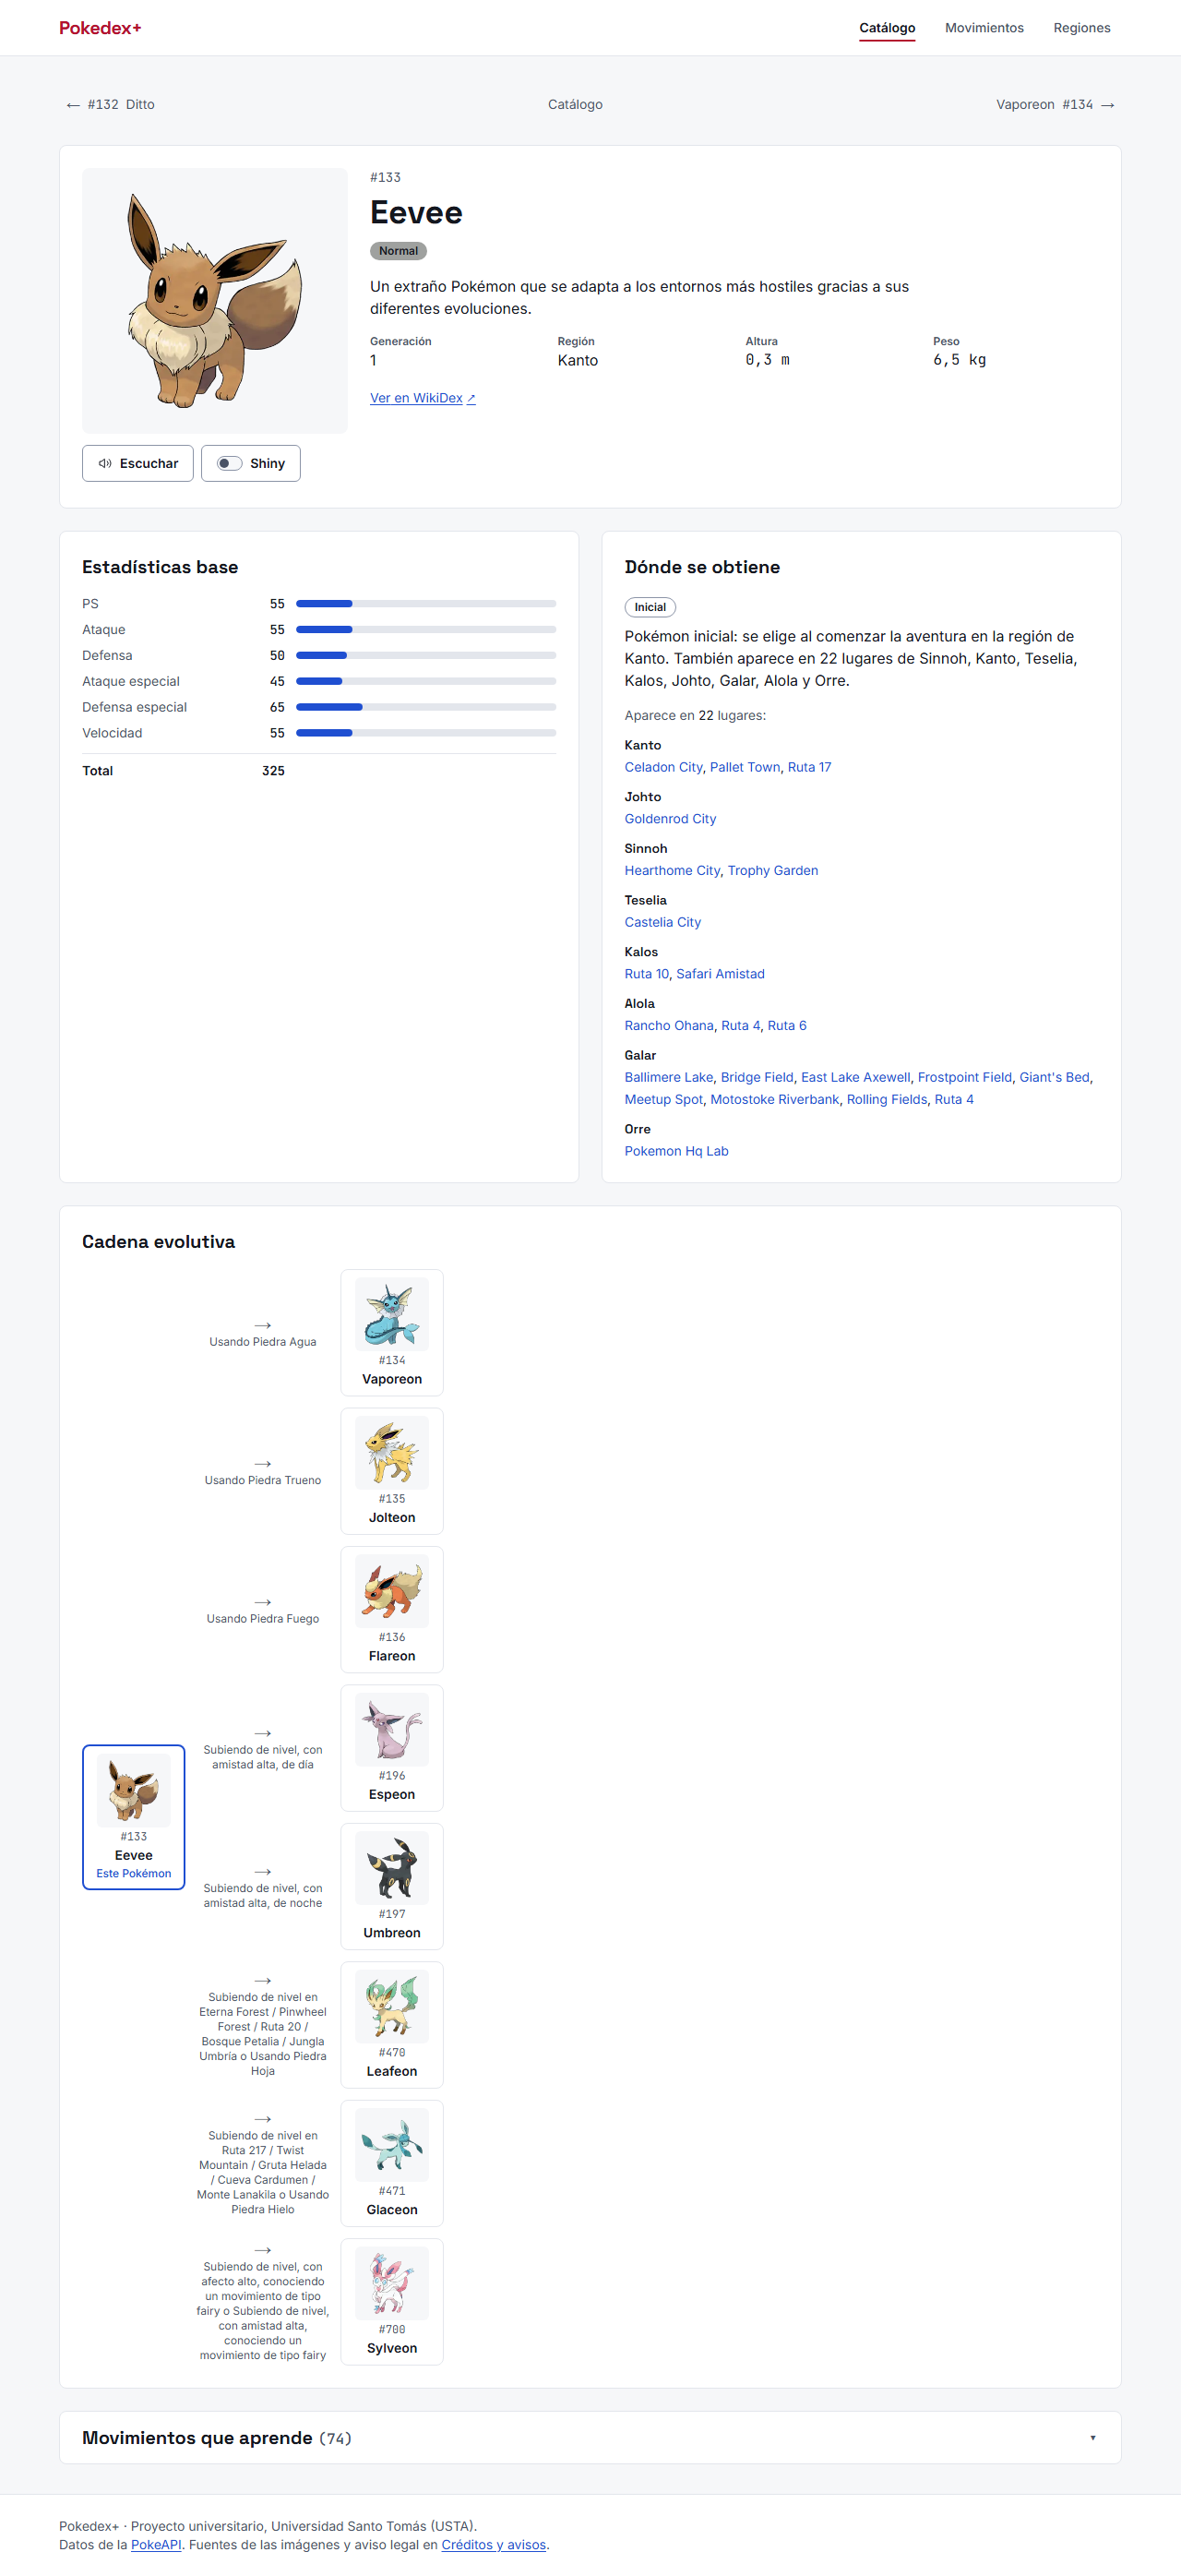 Pokedex+
Catálogo
Movimientos
Regiones
← #132 Ditto
Catálogo
Vaporeon #134 →
#133
Eevee
Normal
Un extraño Pokémon que se adapta a los entornos más hostiles gracias a sus
diferentes evoluciones.
Generación
1
Región
Kanto
Altura
0,3 m
Peso
6,5 kg
Ver en WikiDex ↗
Escuchar
Shiny
Estadísticas base
PS 55
Ataque 55
Defensa 50
Ataque especial 45
Defensa especial 65
Velocidad 55
Total 325
Dónde se obtiene
Inicial
Pokémon inicial: se elige al comenzar la aventura en la región de
Kanto. También aparece en 22 lugares de Sinnoh, Kanto, Teselia,
Kalos, Johto, Galar, Alola y Orre.
Aparece en 22 lugares:
Kanto
Celadon City, Pallet Town, Ruta 17
Johto
Goldenrod City
Sinnoh
Hearthome City, Trophy Garden
Teselia
Castelia City
Kalos
Ruta 10, Safari Amistad
Alola
Rancho Ohana, Ruta 4, Ruta 6
Galar
Ballimere Lake, Bridge Field, East Lake Axewell, Frostpoint Field, Giant's Bed,
Meetup Spot, Motostoke Riverbank, Rolling Fields, Ruta 4
Orre
Pokemon Hq Lab
Cadena evolutiva
#133
Eevee
Este Pokémon
→
Usando Piedra Agua
#134
Vaporeon
→
Usando Piedra Trueno
#135
Jolteon
→
Usando Piedra Fuego
#136
Flareon
→
Subiendo de nivel, con
amistad alta, de día
#196
Espeon
→
Subiendo de nivel, con
amistad alta, de noche
#197
Umbreon
→
Subiendo de nivel en
Eterna Forest / Pinwheel
Forest / Ruta 20 /
Bosque Petalia / Jungla
Umbría o Usando Piedra
Hoja
#470
Leafeon
→
Subiendo de nivel en
Ruta 217 / Twist
Mountain / Gruta Helada
/ Cueva Cardumen /
Monte Lanakila o Usando
Piedra Hielo
#471
Glaceon
→
Subiendo de nivel, con
afecto alto, conociendo
un movimiento de tipo
fairy o Subiendo de nivel,
con amistad alta,
conociendo un
movimiento de tipo fairy
#700
Sylveon
Movimientos que aprende (74)
Pokedex+ · Proyecto universitario, Universidad Santo Tomás (USTA).
Datos de la PokeAPI. Fuentes de las imágenes y aviso legal en Créditos y avisos.